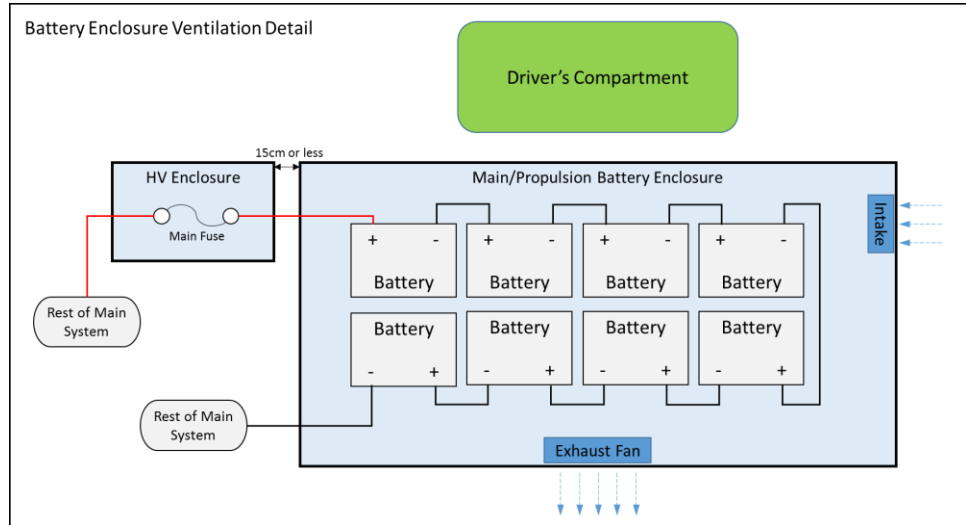 Battery Enclosure Ventilation Detail
Driver's Compartment
15cm or less
HV Enclosure
Main/Propulsion Battery Enclosure
Main Fuse
Intake
+ -
+ -
+ -
+ -
Battery
Battery
Battery
Battery
Rest of Main
System
Battery
Battery
Battery
Battery
- +
- +
- +
- +
Rest of Main
System
Exhaust Fan